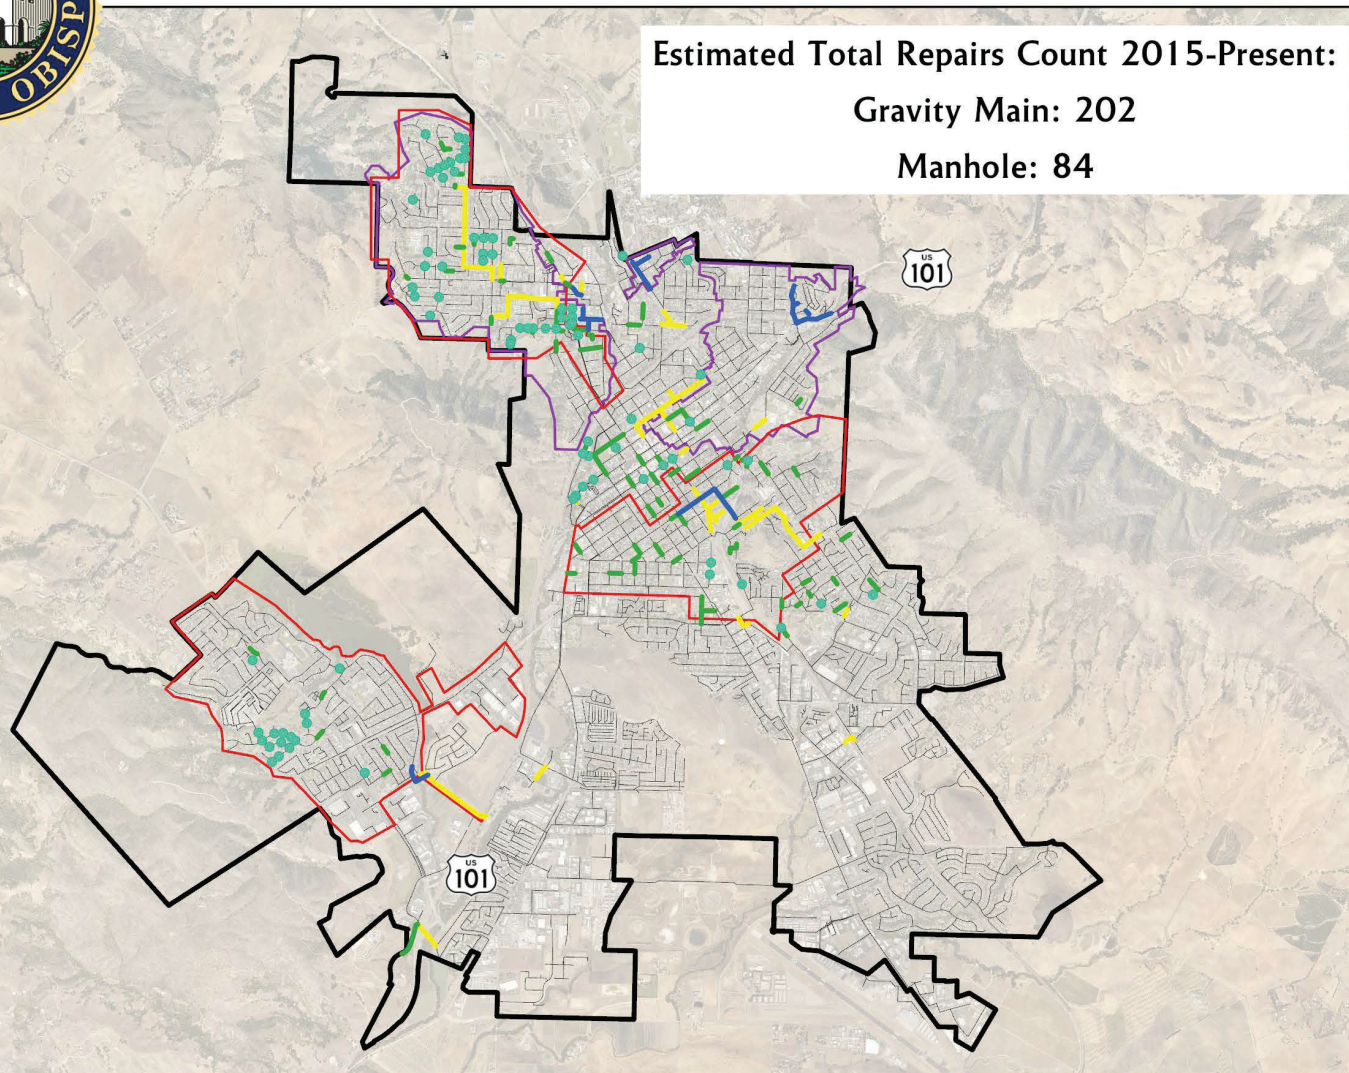 OBISP
Estimated Total Repairs Count 2015-Present:
Gravity Main: 202
Manhole: 84
US
101
US
101